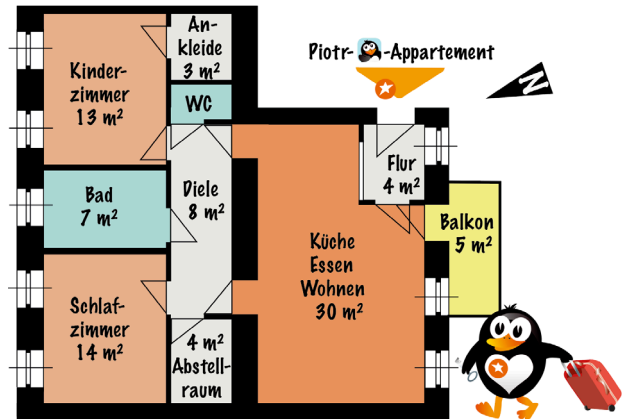 Piotr- -Appartement
N
An-
kleide
3 m²
Kinder-
zimmer
13 m²
WC
Flur
4 m²
Bad
7 m²
Diele
8 m²
Balkon
5 m²
Küche
Essen
Wohnen
30 m²
Schlaf-
zimmer
14 m²
4 m²
Abstell-
raum